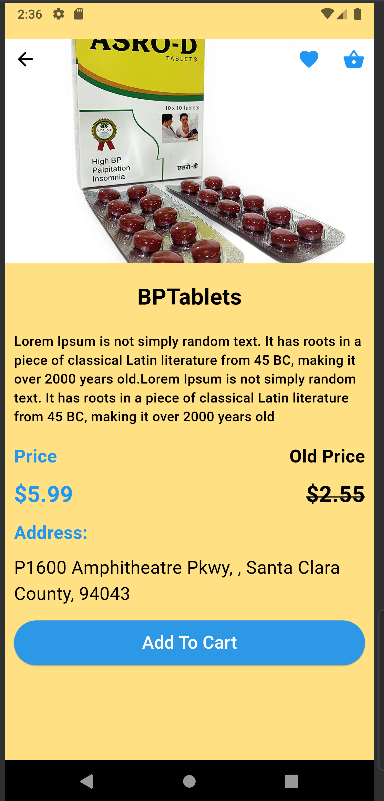 2:36
ASRO-D
TABLETS
10 x 10 Tablets
High BP
Palpitation
Insomnia
BPTablets
Lorem Ipsum is not simply random text. It has roots in a
piece of classical Latin literature from 45 BC, making it
over 2000 years old.Lorem Ipsum is not simply random
text. It has roots in a piece of classical Latin literature
from 45 BC, making it over 2000 years old
Price Old Price
$5.99 $2.55
Address:
P1600 Amphitheatre Pkwy, , Santa Clara
County, 94043
Add To Cart